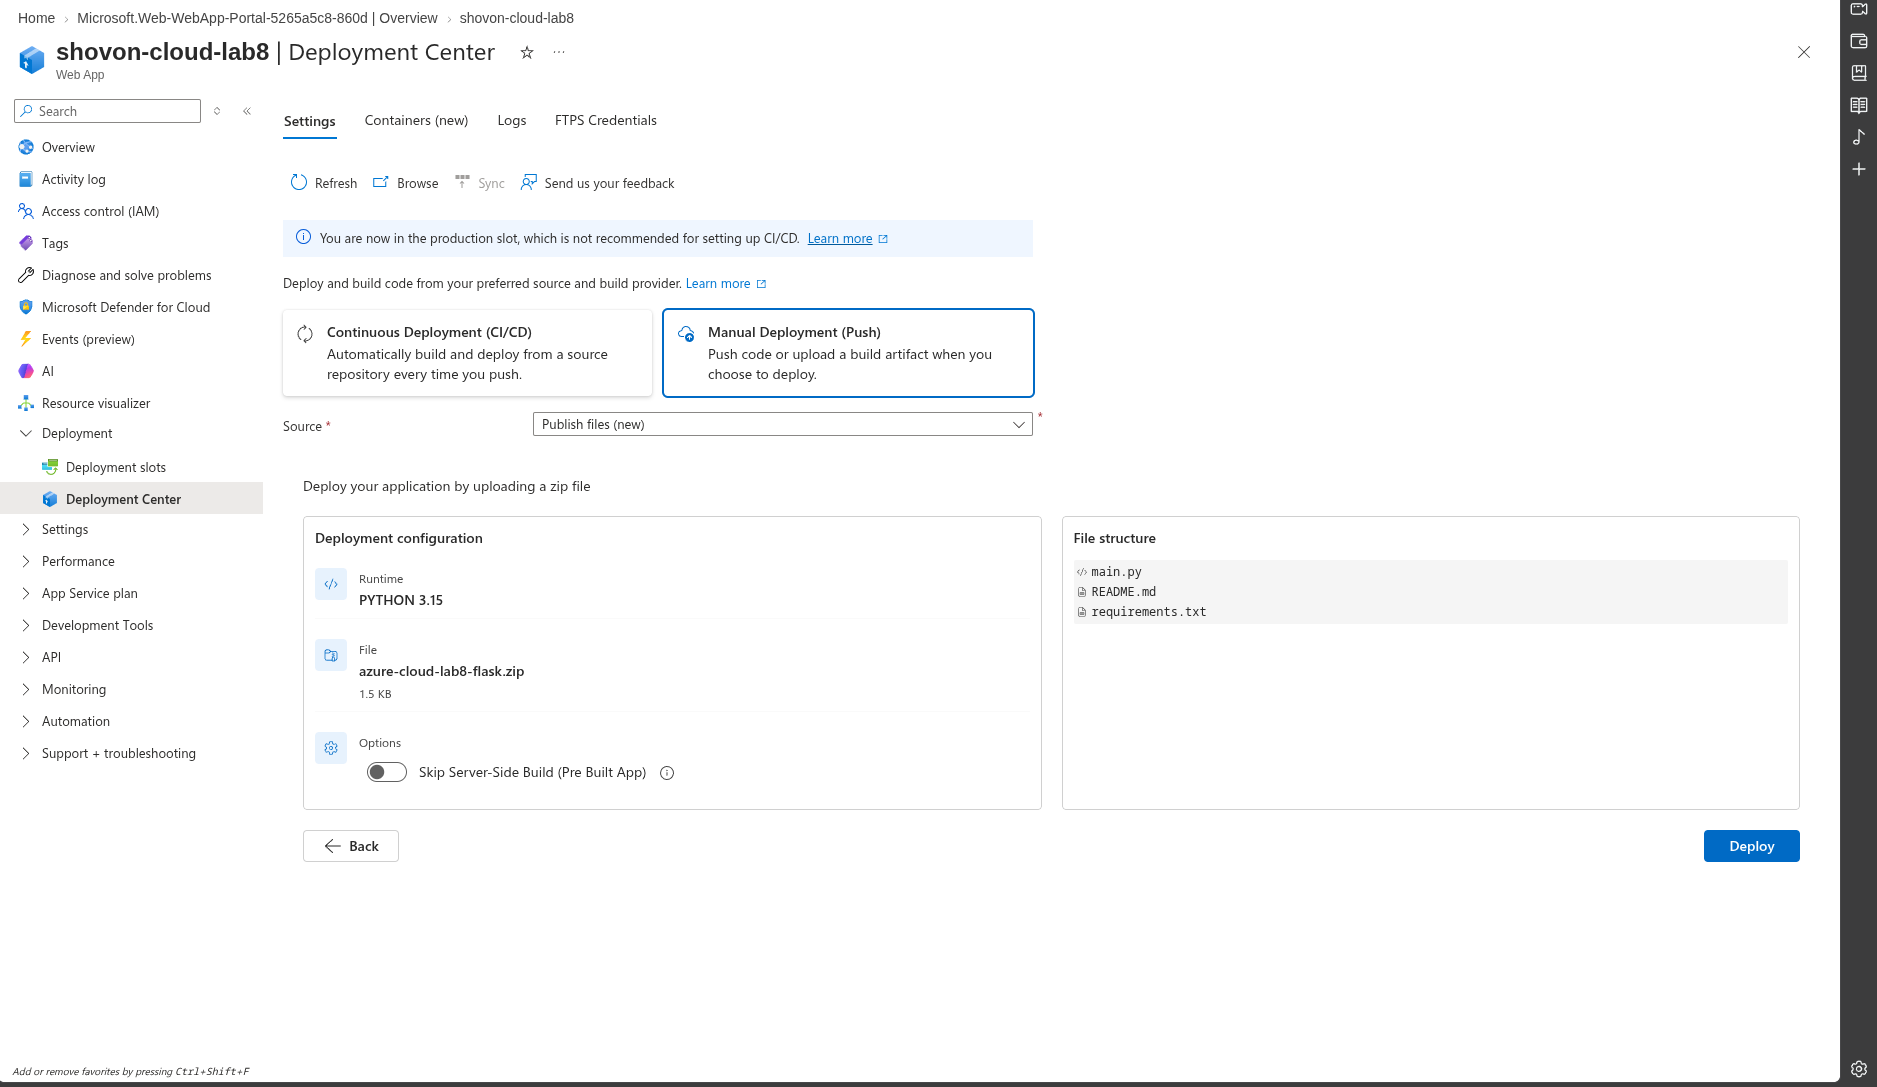 Home › Microsoft.Web-WebApp-Portal-5265a5c8-860d | Overview › shovon-cloud-lab8
shovon-cloud-lab8 | Deployment Center
Web App
Search
Overview
Activity log
Access control (IAM)
Tags
Diagnose and solve problems
Microsoft Defender for Cloud
Events (preview)
AI
Resource visualizer
Deployment
Deployment slots
Deployment Center
Settings
Performance
App Service plan
Development Tools
API
Monitoring
Automation
Support + troubleshooting
Add or remove favorites by pressing Ctrl+Shift+F
Settings Containers (new) Logs FTPS Credentials
Refresh Browse Sync Send us your feedback
You are now in the production slot, which is not recommended for setting up CI/CD. Learn more
Deploy and build code from your preferred source and build provider. Learn more
Continuous Deployment (CI/CD)
Automatically build and deploy from a source
repository every time you push.
Manual Deployment (Push)
Push code or upload a build artifact when you
choose to deploy.
Source * Publish files (new) *
Deploy your application by uploading a zip file
Deployment configuration
Runtime
PYTHON 3.15
File
azure-cloud-lab8-flask.zip
1.5 KB
Options
Skip Server-Side Build (Pre Built App)
File structure
main.py
README.md
requirements.txt
Back
Deploy